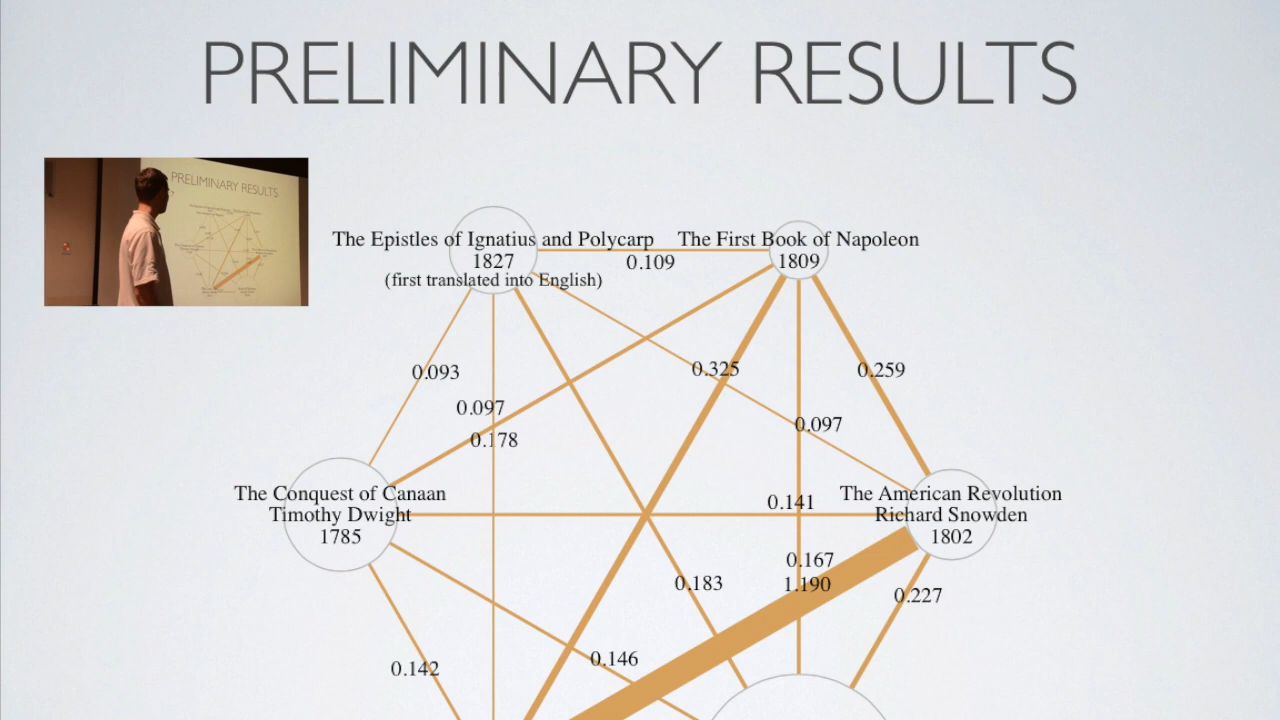 PRELIMINARY RESULTS
PRELIMINARY RESULTS
The Epistles of Ignatius and Polycarp
1827
(first translated into English)
The First Book of Napoleon
1809
0.109
0.093
0.325
0.259
0.097
0.097
0.178
The Conquest of Canaan
Timothy Dwight
1785
0.141
The American Revolution
Richard Snowden
1802
0.167
0.183
1.190
0.227
0.146
0.142